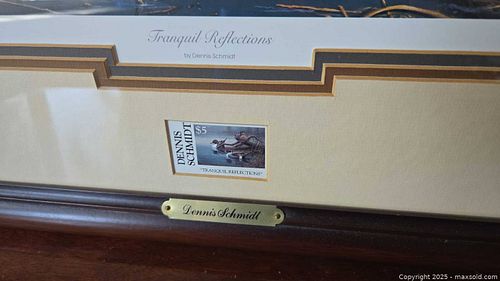 Tranquil Reflections
by Dennis Schmidt
DENNIS
SCHMIDT
$5
"TRANQUIL REFLECTIONS"
Dennis Schmidt
Copyright © 2025 - maxsold.com